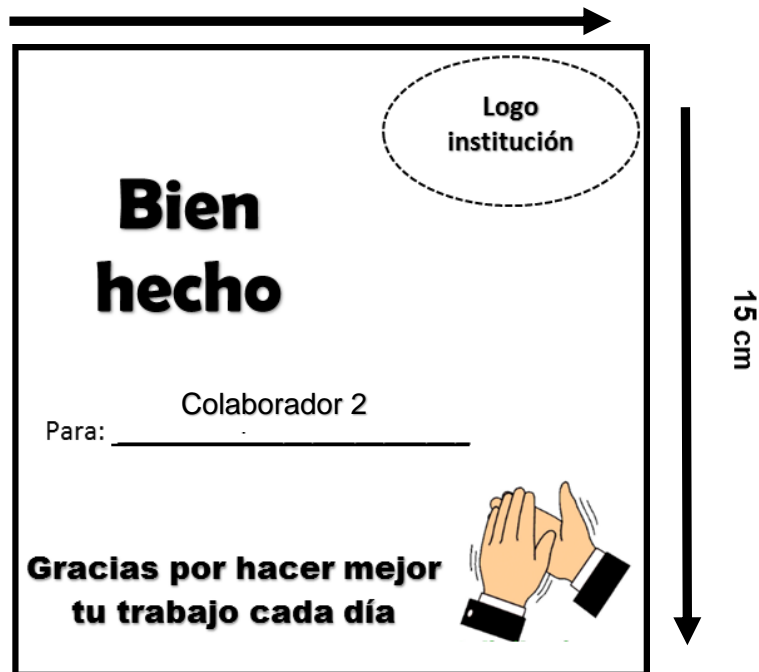 Logo
institución
Bien
hecho
Colaborador 2
Para:
Gracias por hacer mejor
tu trabajo cada día
15 cm